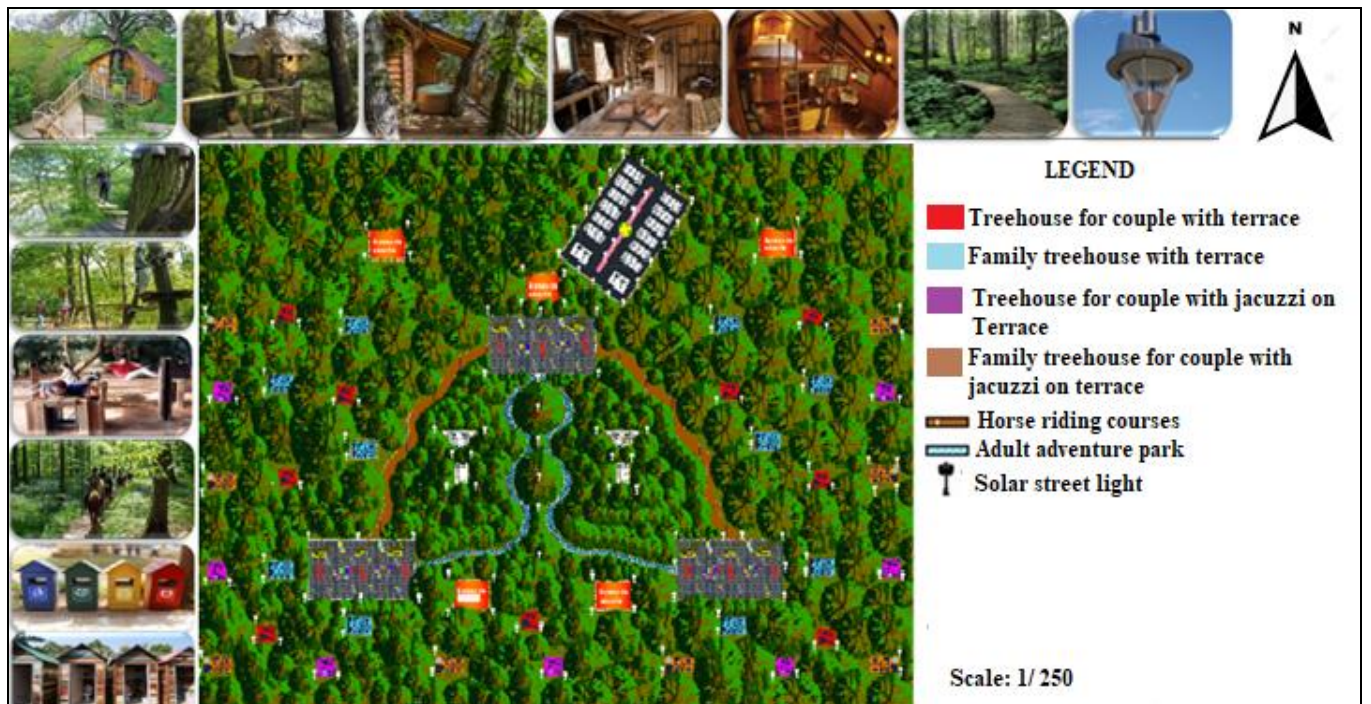 N
LEGEND
Treehouse for couple with terrace
Family treehouse with terrace
Treehouse for couple with jacuzzi on
Terrace
Family treehouse for couple with
jacuzzi on terrace
Horse riding courses
Adult adventure park
Solar street light
Scale: 1/ 250